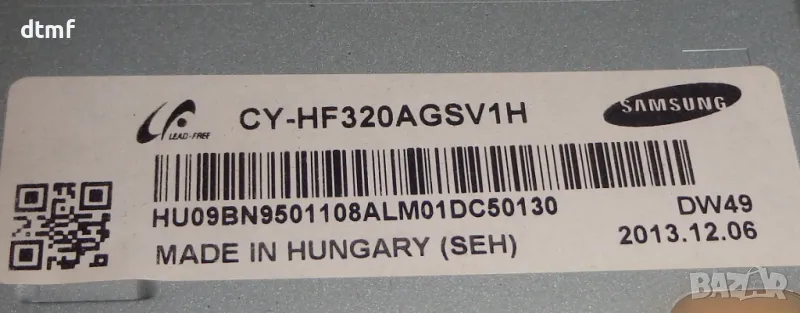 dtmf
CY-HF320AGSV1H
SAMSUNG
LEAD-FREE
HU09BN9501108ALM01DC50130
DW49
MADE IN HUNGARY (SEH)
2013.12.06
BAZAR